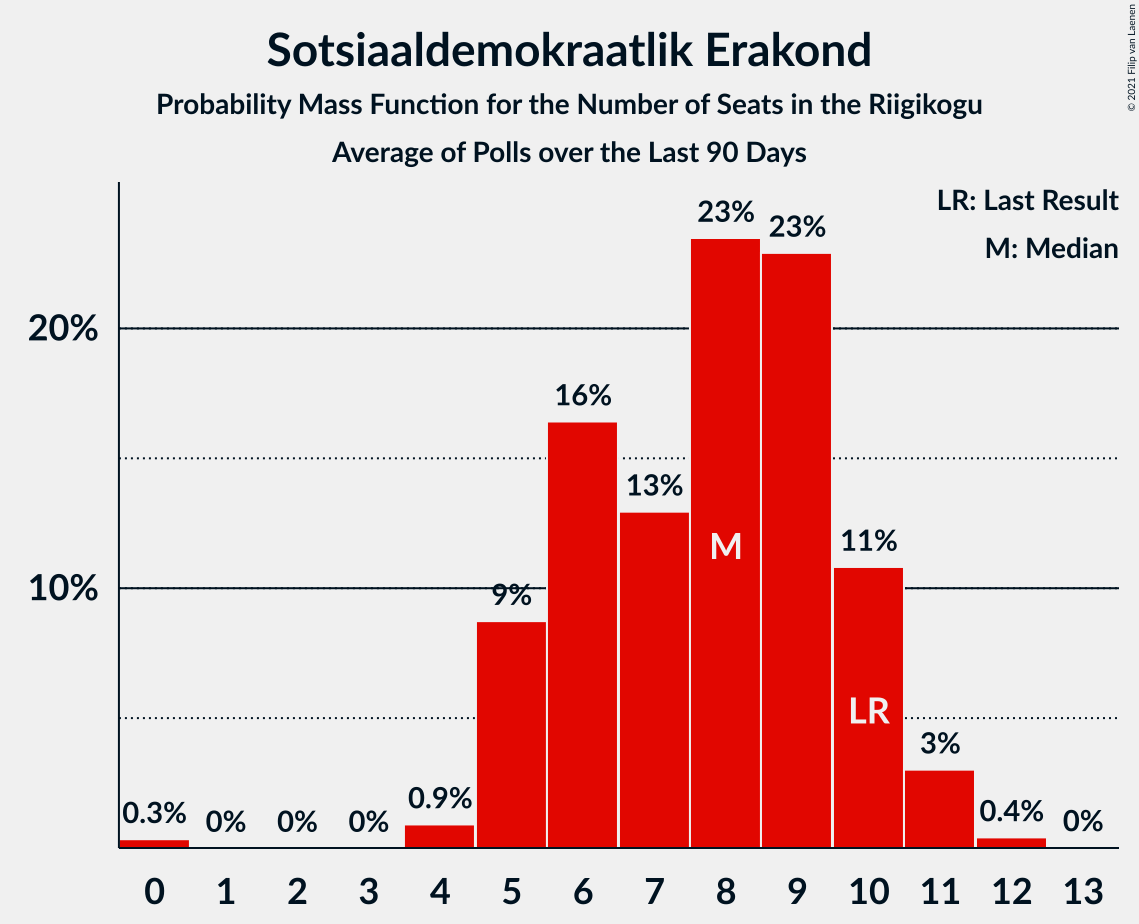 Sotsiaaldemokraatlik Erakond
Probability Mass Function for the Number of Seats in the Riigikogu
Average of Polls over the Last 90 Days
© 2021 Filip van Laenen
LR: Last Result
M: Median
20%
10%
0.3%
0%
0%
0%
0.9%
9%
16%
13%
23%
23%
11%
3%
0.4%
0%
M
LR
0 1 2 3 4 5 6 7 8 9 10 11 12 13